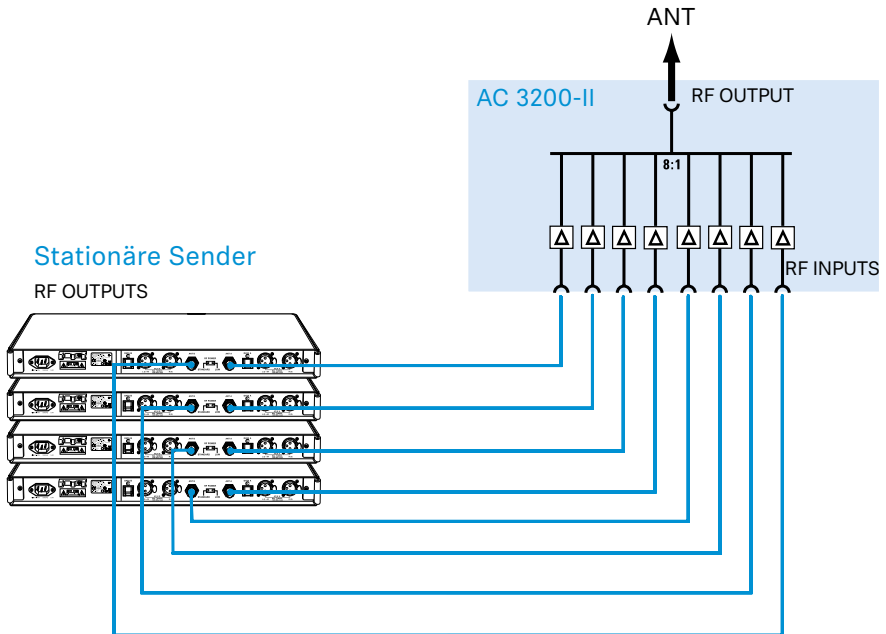 ANT
AC 3200-II
RF OUTPUT
8:1
RF INPUTS
Stationäre Sender
RF OUTPUTS